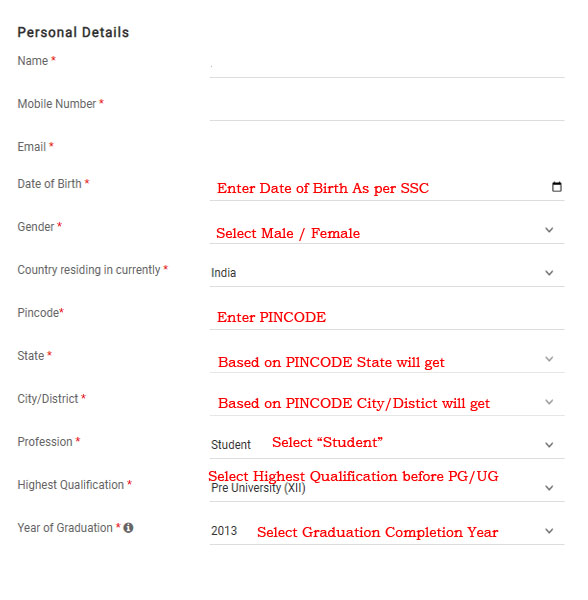 Personal Details
Name *
Mobile Number *
Email *
Date of Birth * Enter Date of Birth As per SSC
Gender * Select Male / Female
Country residing in currently * India
Pincode* Enter PINCODE
State * Based on PINCODE State will get
City/District * Based on PINCODE City/Distict will get
Profession * Student Select “Student”
Select Highest Qualification before PG/UG
Highest Qualification * Pre University (XII)
Year of Graduation * 2013 Select Graduation Completion Year